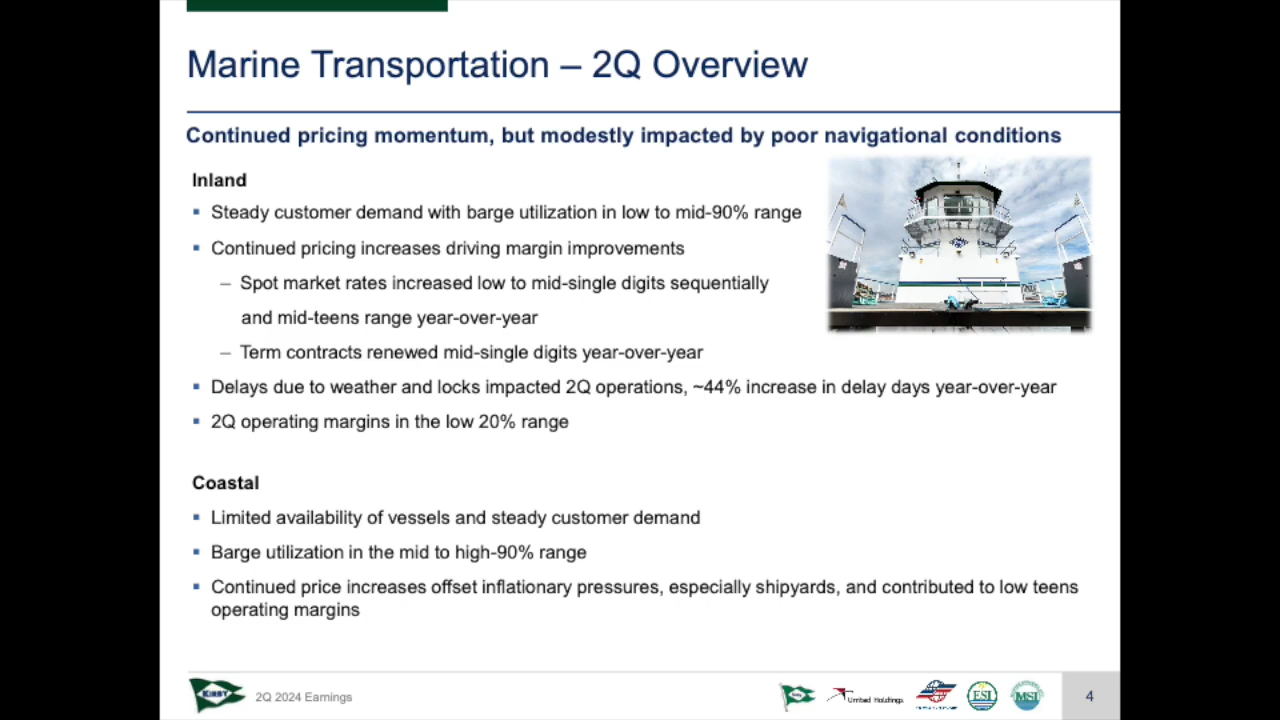 Marine Transportation – 2Q Overview
Continued pricing momentum, but modestly impacted by poor navigational conditions
Inland
▪ Steady customer demand with barge utilization in low to mid-90% range
▪ Continued pricing increases driving margin improvements
– Spot market rates increased low to mid-single digits sequentially
and mid-teens range year-over-year
– Term contracts renewed mid-single digits year-over-year
▪ Delays due to weather and locks impacted 2Q operations, ~44% increase in delay days year-over-year
▪ 2Q operating margins in the low 20% range
Coastal
▪ Limited availability of vessels and steady customer demand
▪ Barge utilization in the mid to high-90% range
▪ Continued price increases offset inflationary pressures, especially shipyards, and contributed to low teens
operating margins
KIRBY
2Q 2024 Earnings
United Holdings
ESI
MSI
4